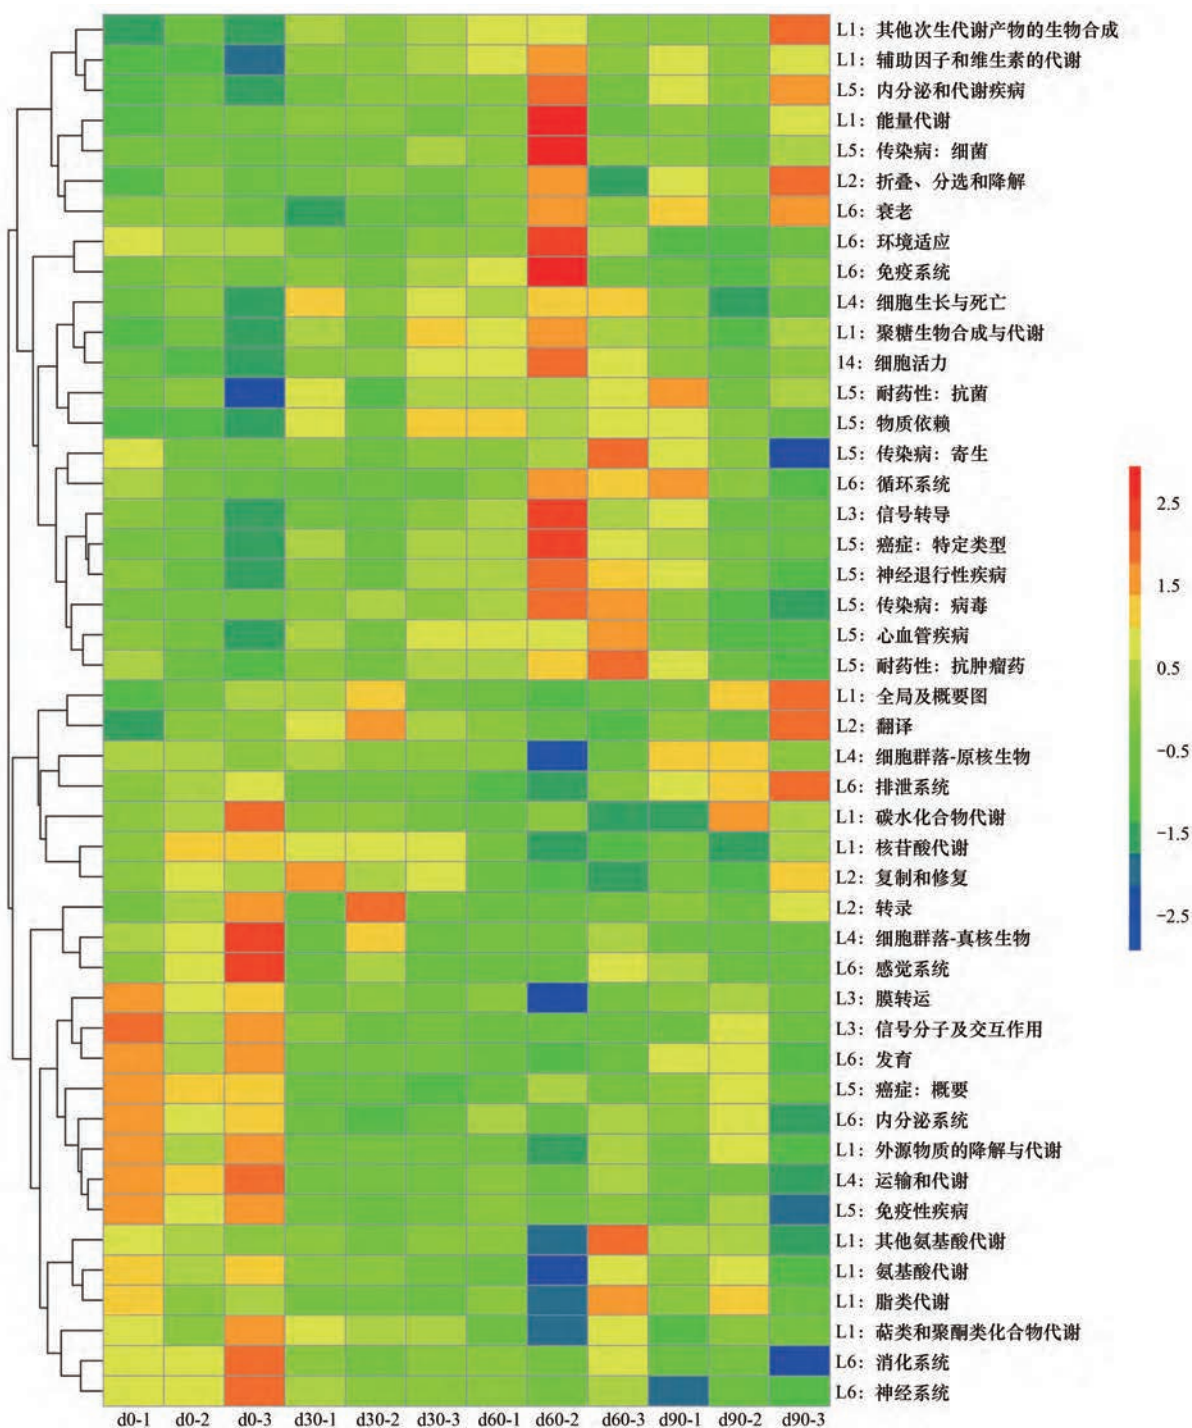 L1：其他次生代谢产物的生物合成
L1：辅助因子和维生素的代谢
L5：内分泌和代谢疾病
L1：能量代谢
L5：传染病：细菌
L2：折叠、分选和降解
L6：衰老
L6：环境适应
L6：免疫系统
L4：细胞生长与死亡
L1：聚糖生物合成与代谢
14：细胞活力
L5：耐药性：抗菌
L5：物质依赖
L5：传染病：寄生
L6：循环系统
L3：信号转导
L5：癌症：特定类型
L5：神经退行性疾病
L5：传染病：病毒
L5：心血管疾病
L5：耐药性：抗肿瘤药
L1：全局及概要图
L2：翻译
L4：细胞群落-原核生物
L6：排泄系统
L1：碳水化合物代谢
L1：核苷酸代谢
L2：复制和修复
L2：转录
L4：细胞群落-真核生物
L6：感觉系统
L3：膜转运
L3：信号分子及交互作用
L6：发育
L5：癌症：概要
L6：内分泌系统
L1：外源物质的降解与代谢
L4：运输和代谢
L5：免疫性疾病
L1：其他氨基酸代谢
L1：氨基酸代谢
L1：脂类代谢
L1：萜类和聚酮类化合物代谢
L6：消化系统
L6：神经系统
d0-1 d0-2 d0-3 d30-1 d30-2 d30-3 d60-1 d60-2 d60-3 d90-1 d90-2 d90-3
2.5
1.5
0.5
−0.5
−1.5
−2.5